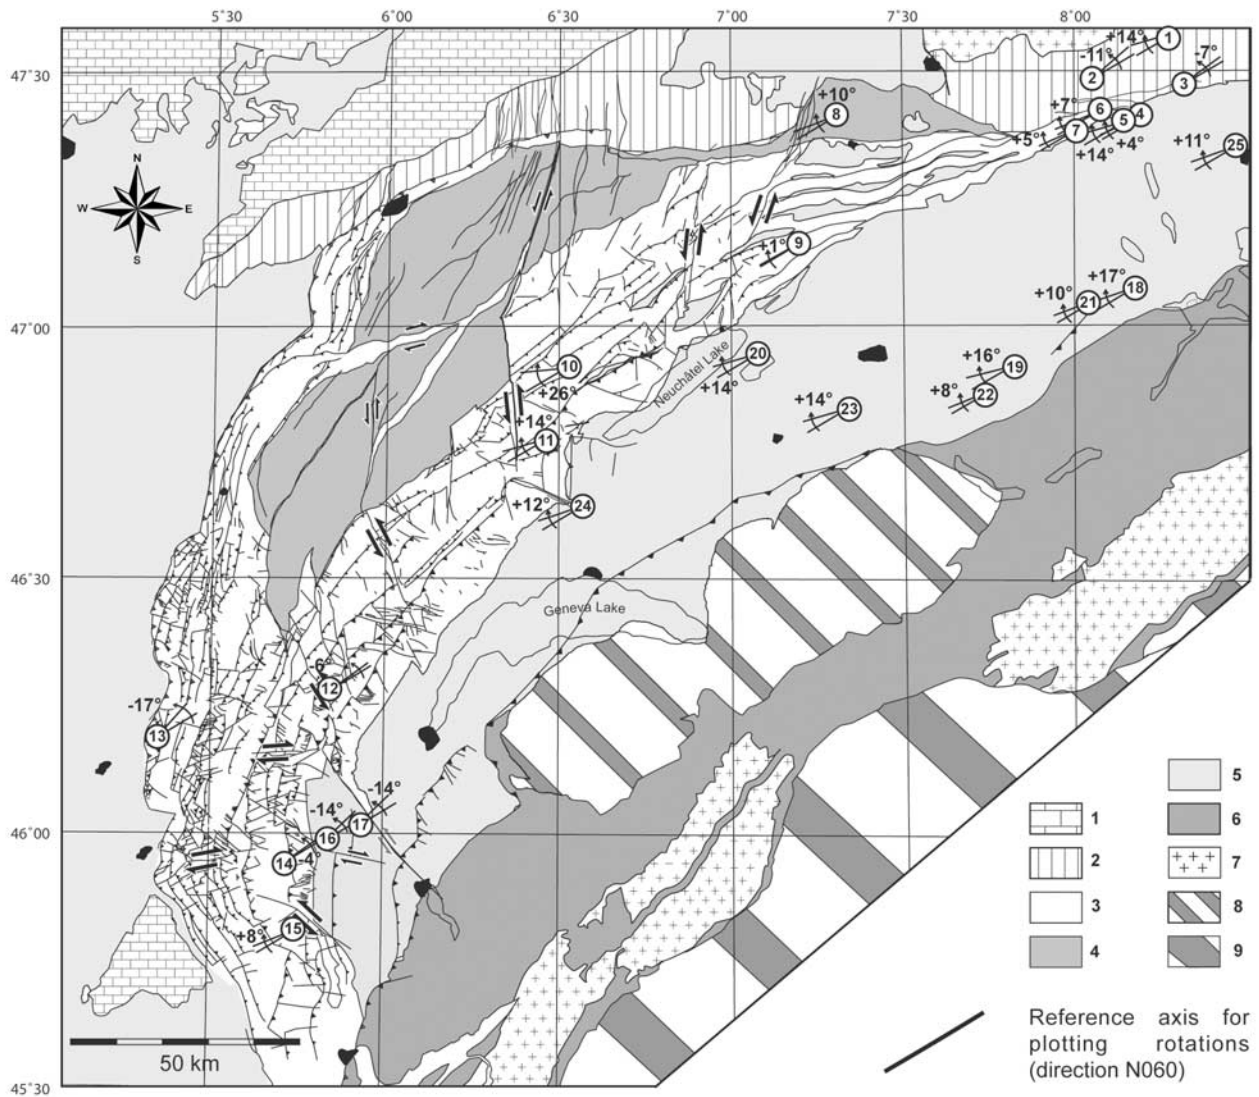 5°30 6°00 6°30 7°00 7°30 8°00
47°30
47°00
46°30
46°00
45°30
N
W E
S
+14° 1
-11° 2
-7° 3
+7° 6 5 4
+5° 7 +14° +4°
+10° 8
+11° 25
+1° 9
+17° 18
+10° 21
10 +26°
Neuchâtel Lake
20 +14°
+16° 19
+8° 22
+14° 23
+14° 11
+12° 24
Geneva Lake
-6° 12
-17° 13
-14° 17
-14° 16
14 -4°
+8° 15
50 km
1
2
3
4
5
6
7
8
9
Reference axis for
plotting rotations
(direction N060)